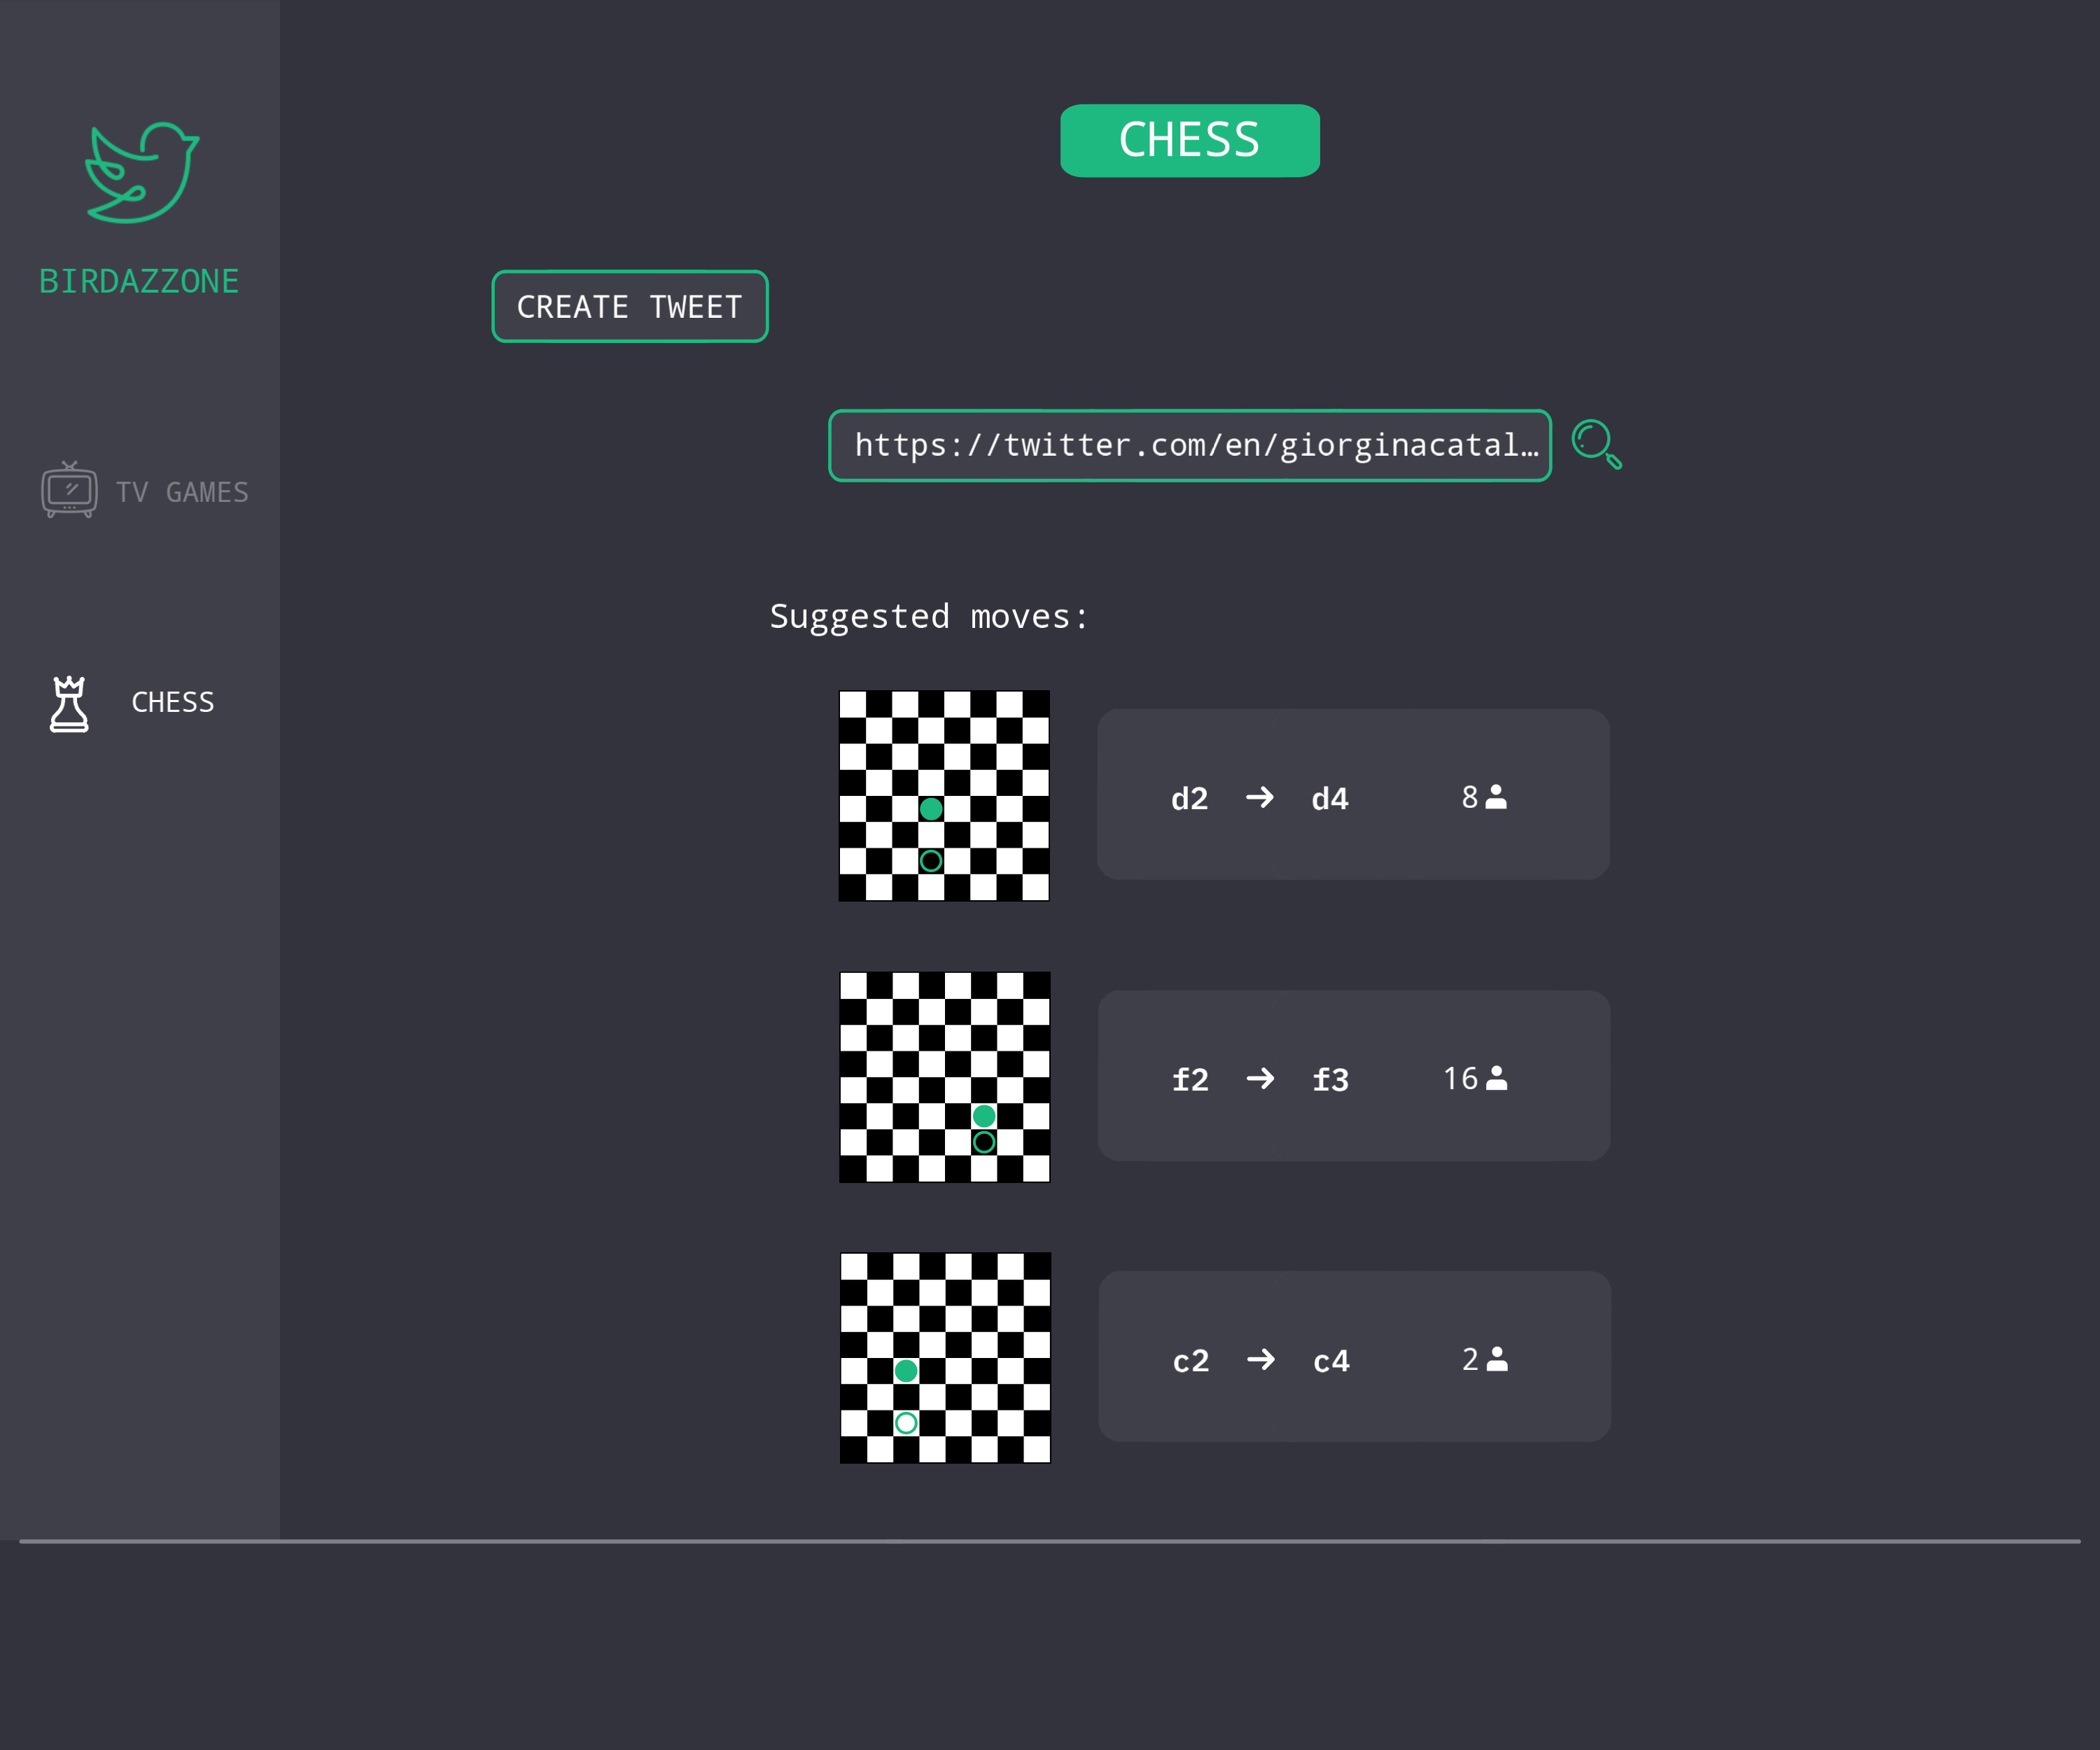 BIRDAZZONE
TV GAMES
CHESS
CHESS
CREATE TWEET
https://twitter.com/en/giorginacatal…
Suggested moves:
d2 → d4 8
f2 → f3 16
c2 → c4 2